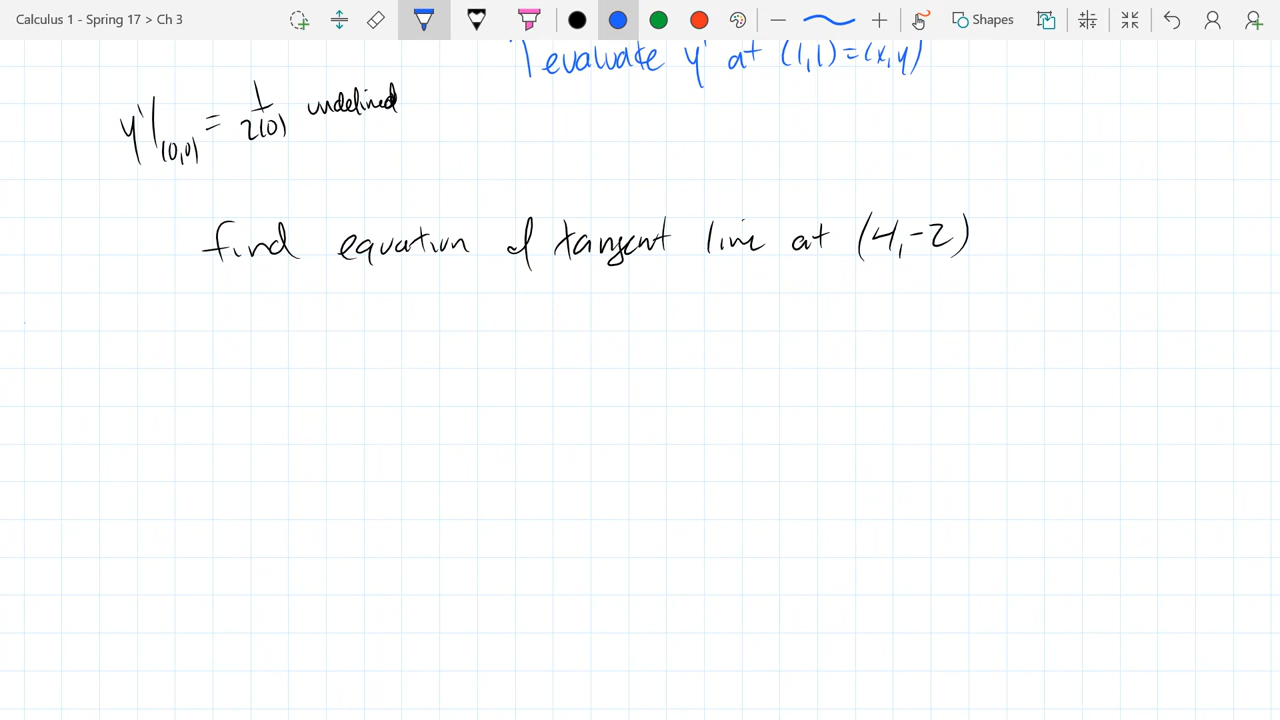 Calculus 1 - Spring 17 > Ch 3
Shapes
evaluate y' at (1,1)=(x,y)
y'|(0,0) = 1/2(0) undefined
find equation of tangent line at (4,-2)